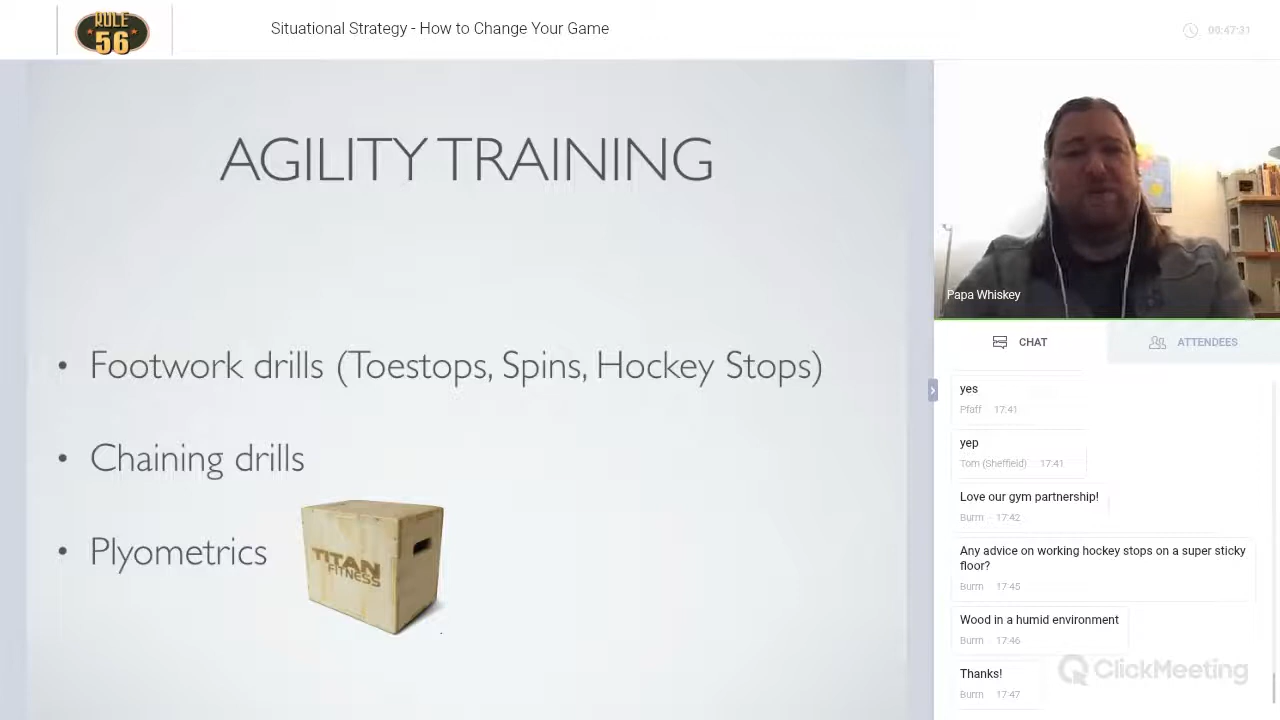 RULE
56
Situational Strategy - How to Change Your Game
00:47:31
AGILITY TRAINING
• Footwork drills (Toestops, Spins, Hockey Stops)
• Chaining drills
• Plyometrics
TITAN
FITNESS
Papa Whiskey
CHAT
ATTENDEES
yes
Pfaff 17:41
yep
Tom (Sheffield) 17:41
Love our gym partnership!
Burm 17:42
Any advice on working hockey stops on a super sticky
floor?
Burm 17:45
Wood in a humid environment
Burm 17:46
Thanks!
Burm 17:47
ClickMeeting